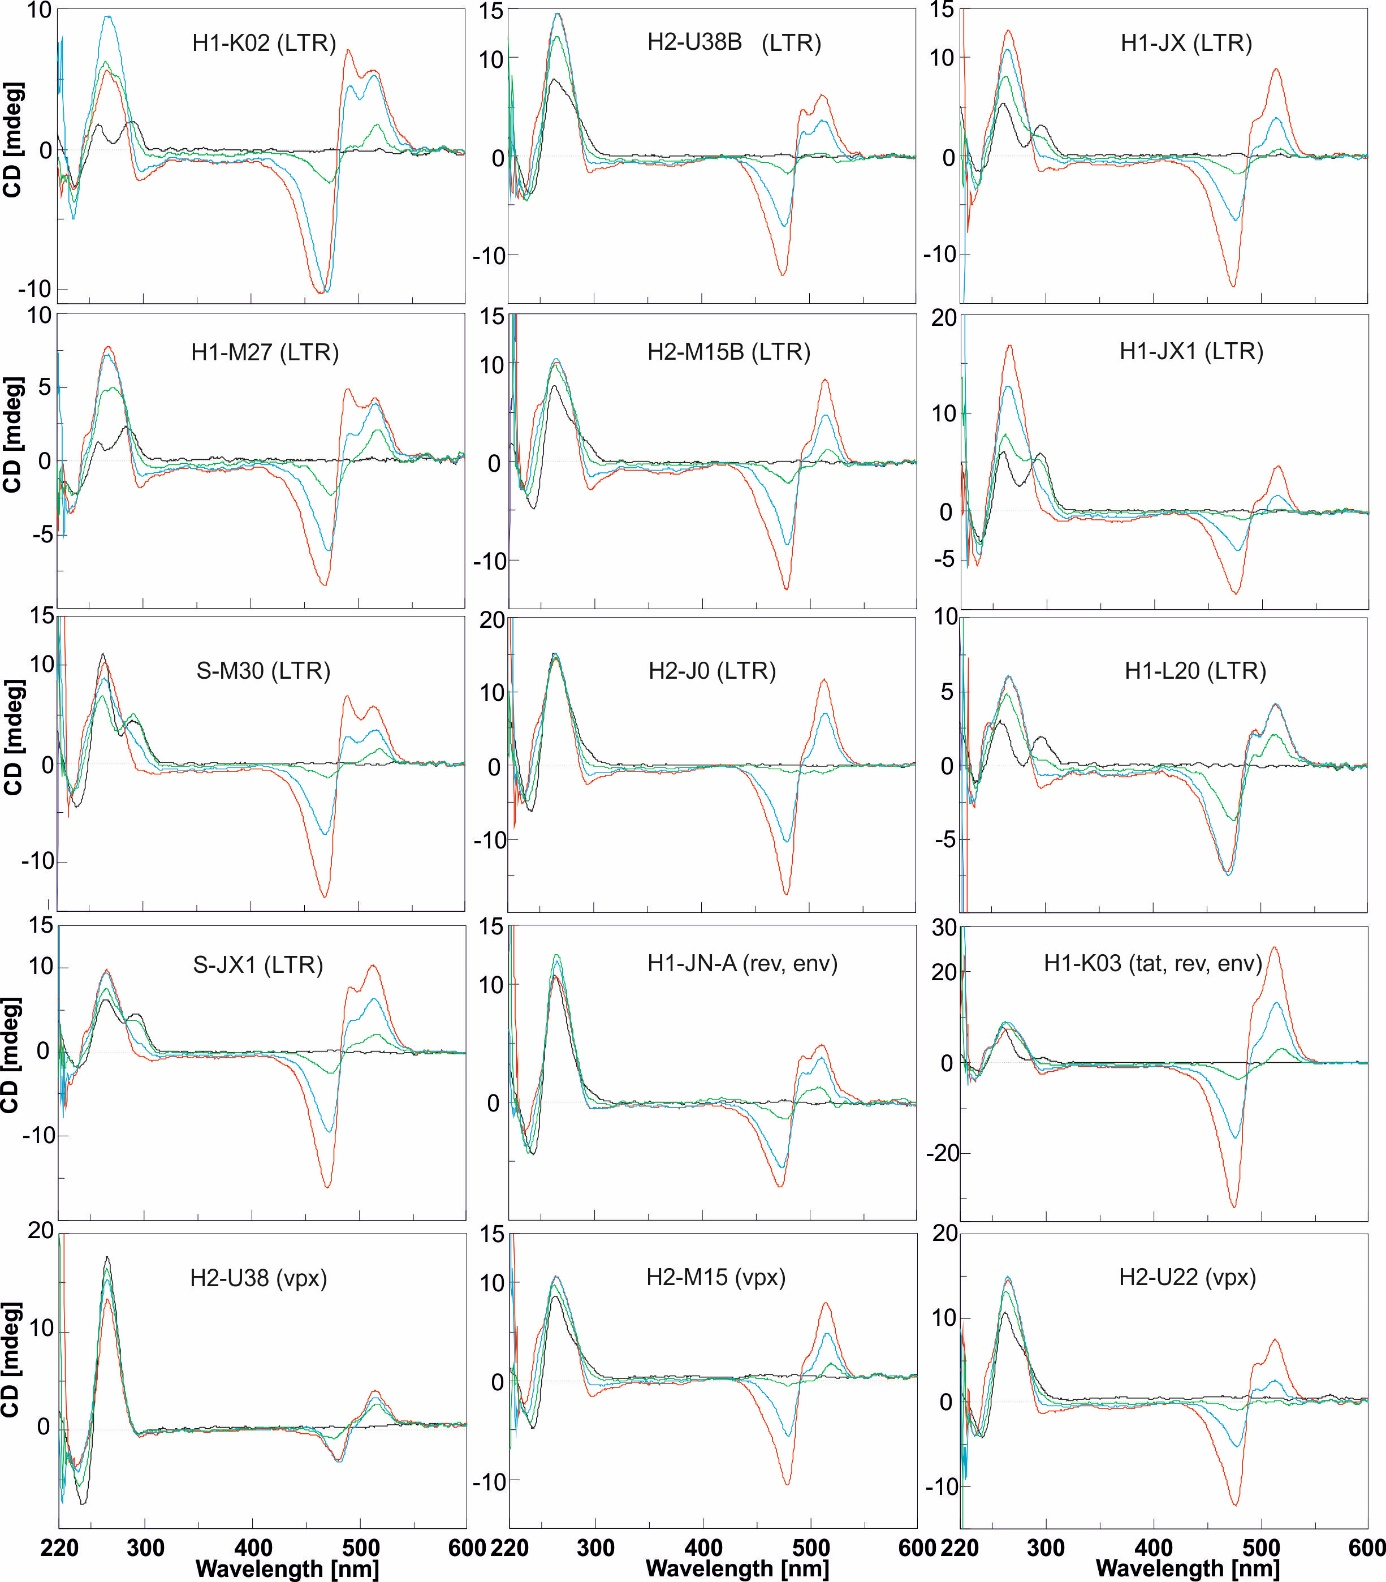 10 15 15
H1-K02 (LTR) H2-U38B (LTR) H1-JX (LTR)
10 10
CD [mdeg]
0 0 0
-10 -10
-10
10 15 20
H1-M27 (LTR) H2-M15B (LTR) H1-JX1 (LTR)
5 10 10
CD [mdeg]
0 0 0
-5 -10 -5
15 20 10
S-M30 (LTR) H2-J0 (LTR) H1-L20 (LTR)
10 10 5
CD [mdeg]
0 0 0
-10 -10 -5
15 15 30
S-JX1 (LTR) H1-JN-A (rev, env) H1-K03 (tat, rev, env)
10 10 20
CD [mdeg]
0 0 0
-10 -20
20 15 20
H2-U38 (vpx) H2-M15 (vpx) H2-U22 (vpx)
10 10 10
CD [mdeg]
0 0 0
-10 -10
220 300 400 500 600 220 300 400 500 600 220 300 400 500 600
Wavelength [nm] Wavelength [nm] Wavelength [nm]